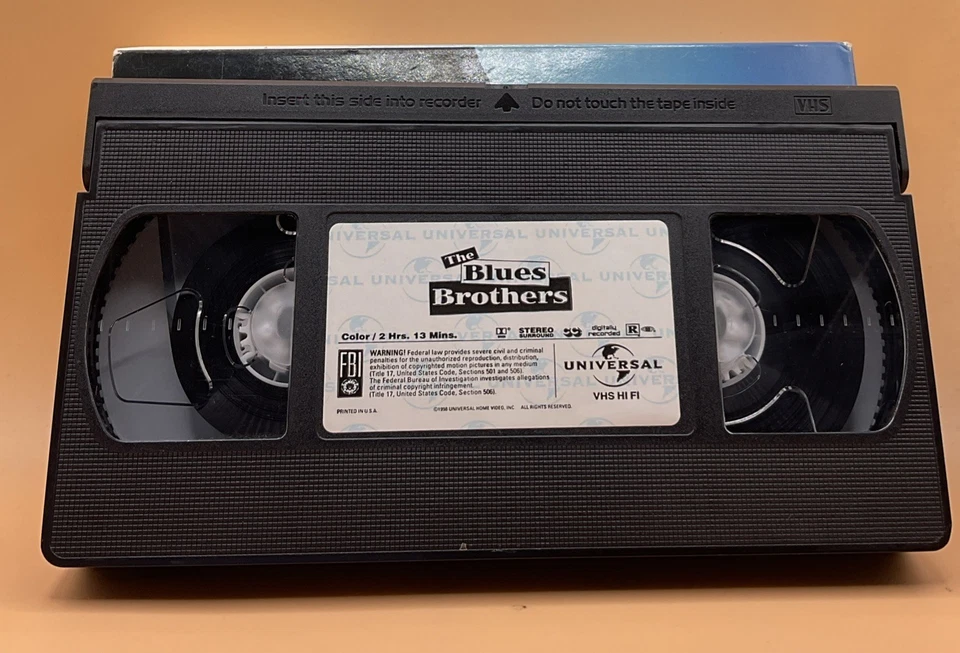 Insert this side into recorder Do not touch the tape inside VHS
UNIVERSAL UNIVERSAL UNIVERSAL
The
Blues
Brothers
Color / 2 Hrs. 13 Mins. STEREO SURROUND digitally recorded R
FBI
WARNING! Federal law provides severe civil and criminal
penalties for the unauthorized reproduction, distribution,
exhibition of copyrighted motion pictures in any medium
(Title 17, United States Code, Sections 501 and 506).
The Federal Bureau of Investigation investigates allegations
of criminal copyright infringement
(Title 17, United States Code, Section 506).
UNIVERSAL
VHS HI FI
PRINTED IN U.S.A. ©1998 UNIVERSAL HOME VIDEO, INC. ALL RIGHTS RESERVED.